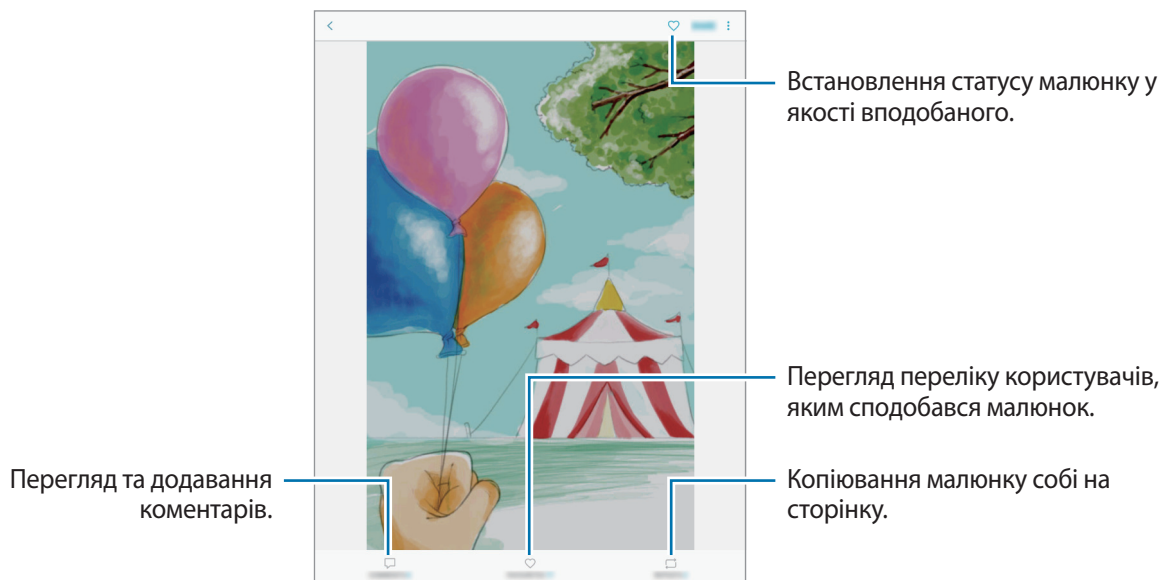 Встановлення статусу малюнку у
якості вподобаного.
Перегляд переліку користувачів,
яким сподобався малюнок.
Перегляд та додавання
коментарів.
Копіювання малюнку собі на
сторінку.